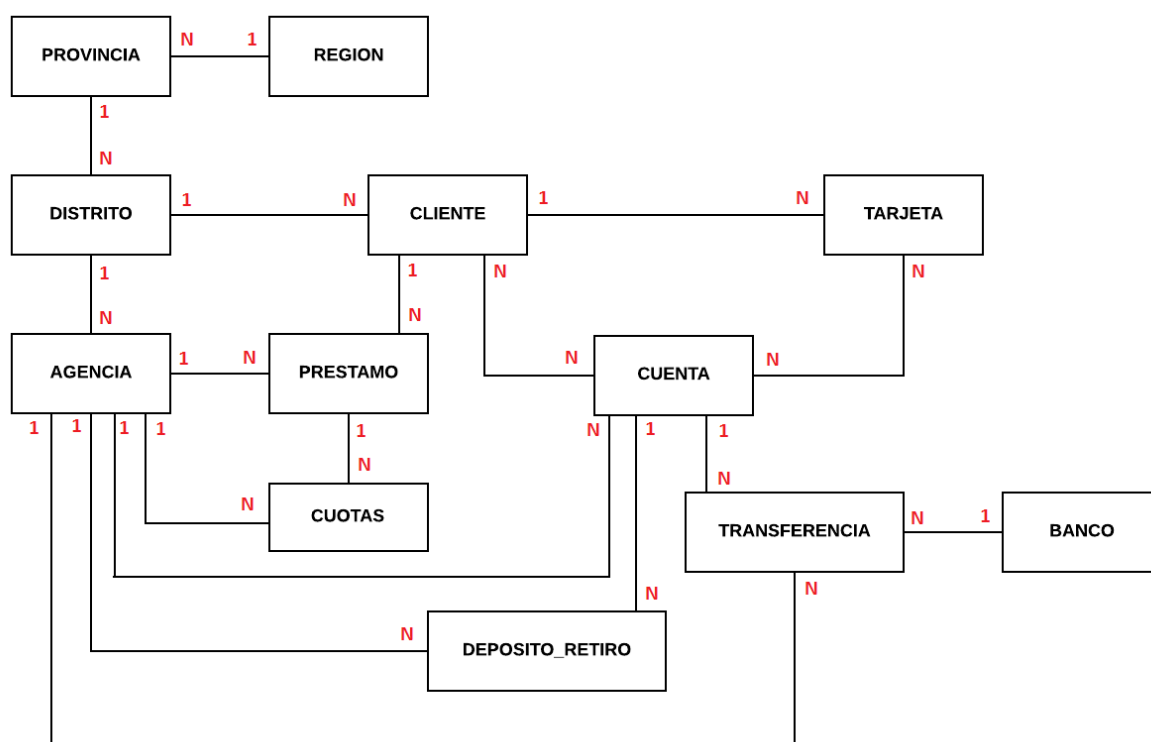 PROVINCIA
N
1
REGION
1
N
DISTRITO
1
N
CLIENTE
1
N
TARJETA
1
N
1
N
N
N
AGENCIA
1
N
PRESTAMO
N
CUENTA
N
1
1
1
1
N
1
N
1
1
N
CUOTAS
N
N
TRANSFERENCIA
N
1
BANCO
N
N
N
DEPOSITO_RETIRO